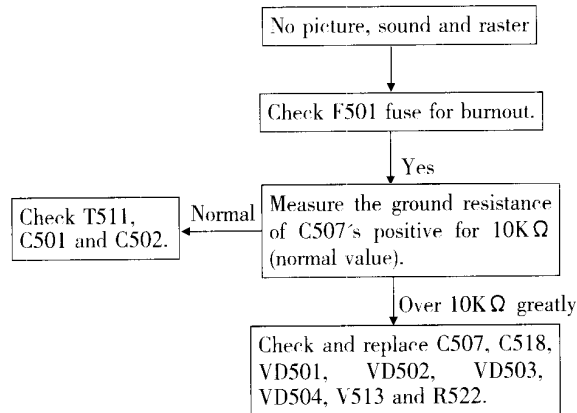 No picture, sound and raster
Check F501 fuse for burnout.
Yes
Measure the ground resistance
of C507's positive for 10KΩ
(normal value).
Normal
Check T511,
C501 and C502.
Over 10KΩ greatly
Check and replace C507, C518,
VD501, VD502, VD503,
VD504, V513 and R522.